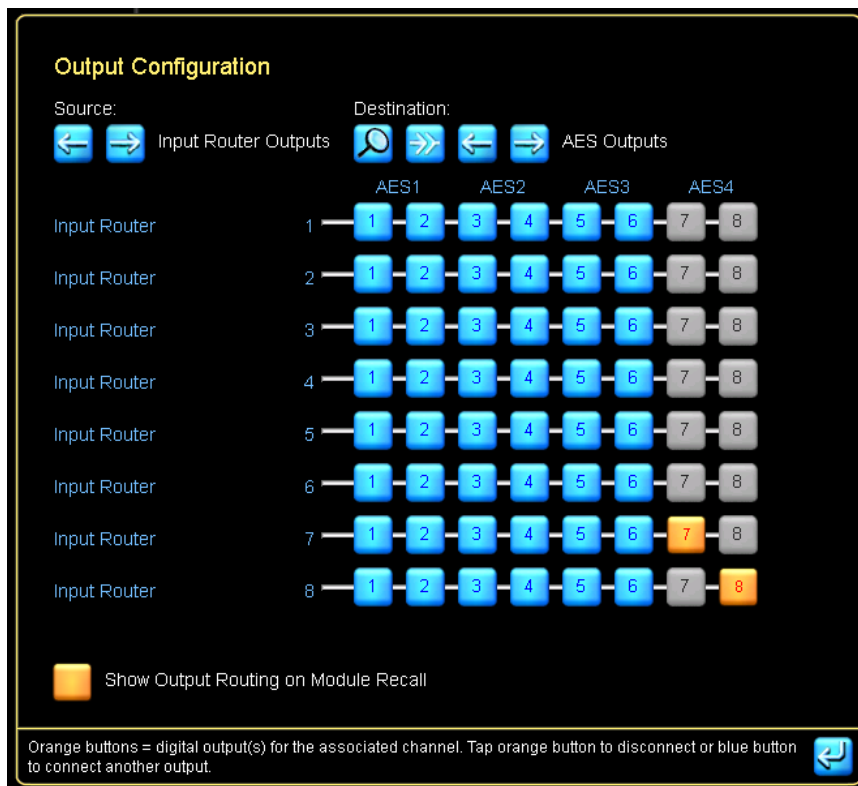 Output Configuration
Source: Destination:
Input Router Outputs AES Outputs
AES1 AES2 AES3 AES4
Input Router 1 1 2 3 4 5 6 7 8
Input Router 2 1 2 3 4 5 6 7 8
Input Router 3 1 2 3 4 5 6 7 8
Input Router 4 1 2 3 4 5 6 7 8
Input Router 5 1 2 3 4 5 6 7 8
Input Router 6 1 2 3 4 5 6 7 8
Input Router 7 1 2 3 4 5 6 7 8
Input Router 8 1 2 3 4 5 6 7 8
Show Output Routing on Module Recall
Orange buttons = digital output(s) for the associated channel. Tap orange button to disconnect or blue button
to connect another output.